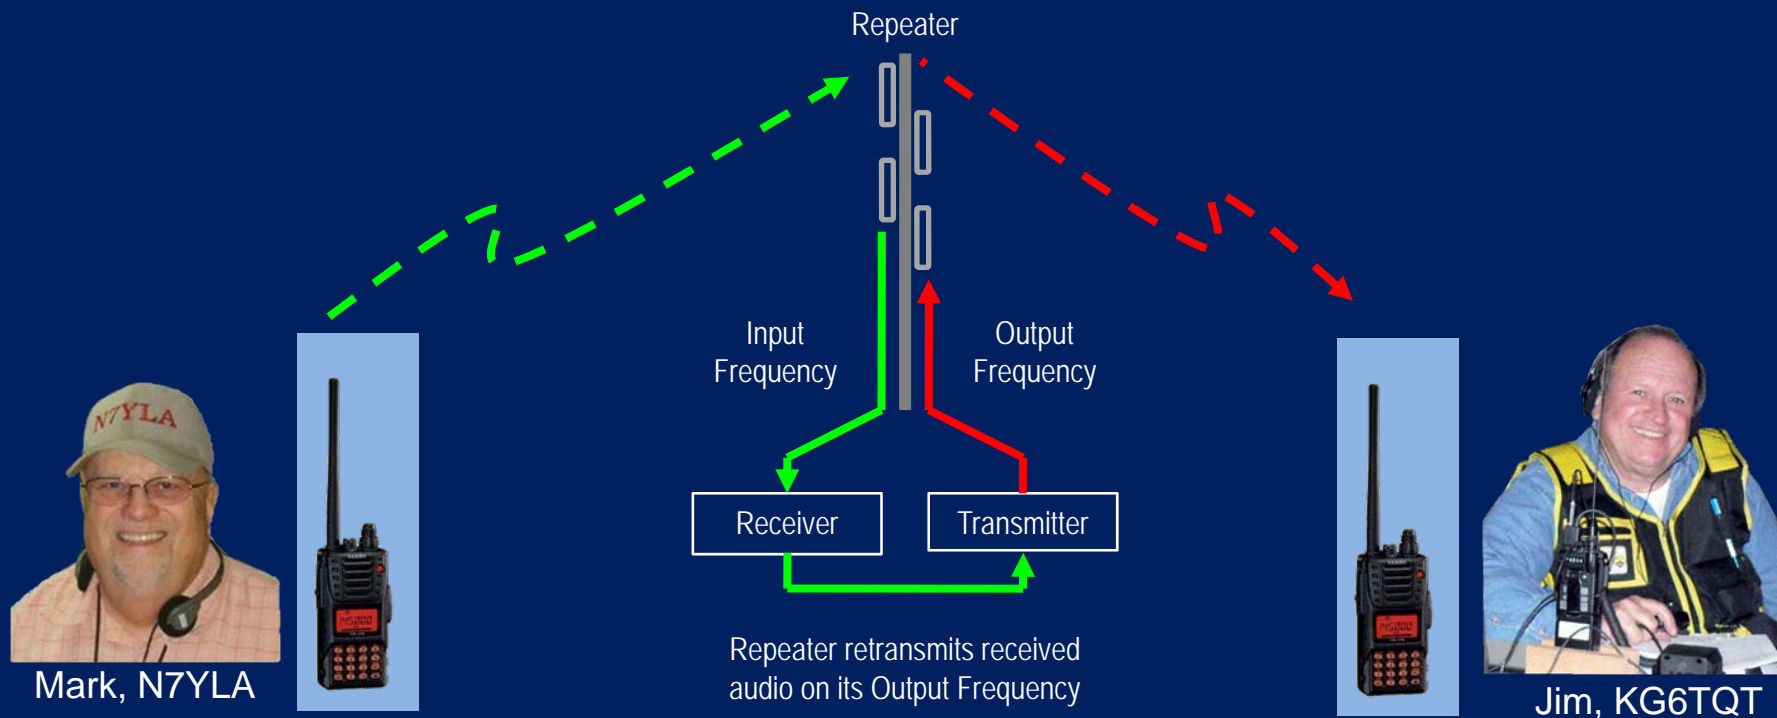 Repeater
N7YLA
Input
Frequency
Output
Frequency
Receiver
Transmitter
Repeater retransmits received
audio on its Output Frequency
Mark, N7YLA
Jim, KG6TQT